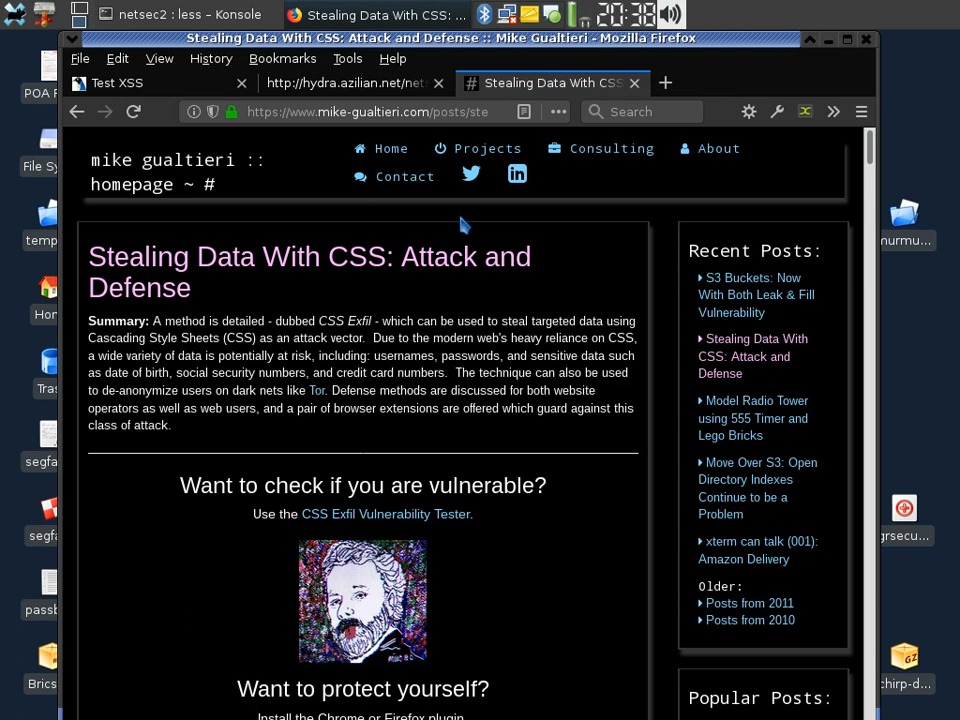 netsec2 : less – Konsole
Stealing Data With CSS: ...
20:38
Stealing Data With CSS: Attack and Defense :: Mike Gualtieri - Mozilla Firefox
File Edit View History Bookmarks Tools Help
Test XSS
http://hydra.azilian.net/net
Stealing Data With CSS
https://www.mike-gualtieri.com/posts/ste
Search
mike gualtieri ::
homepage ~ #
Home Projects Consulting About
Contact
Stealing Data With CSS: Attack and
Defense
Summary: A method is detailed - dubbed CSS Exfil - which can be used to steal targeted data using
Cascading Style Sheets (CSS) as an attack vector. Due to the modern web's heavy reliance on CSS,
a wide variety of data is potentially at risk, including: usernames, passwords, and sensitive data such
as date of birth, social security numbers, and credit card numbers. The technique can also be used
to de-anonymize users on dark nets like Tor. Defense methods are discussed for both website
operators as well as web users, and a pair of browser extensions are offered which guard against this
class of attack.
Want to check if you are vulnerable?
Use the CSS Exfil Vulnerability Tester.
Want to protect yourself?
Install the Chrome or Firefox plugin.
Recent Posts:
S3 Buckets: Now
With Both Leak & Fill
Vulnerability
Stealing Data With
CSS: Attack and
Defense
Model Radio Tower
using 555 Timer and
Lego Bricks
Move Over S3: Open
Directory Indexes
Continue to be a
Problem
xterm can talk (001):
Amazon Delivery
Older:
Posts from 2011
Posts from 2010
Popular Posts:
POA F
File Sy
temp
Hon
Tras
segfa
segfa
passb
Brics
murmu...
grsecu...
chirp-d...